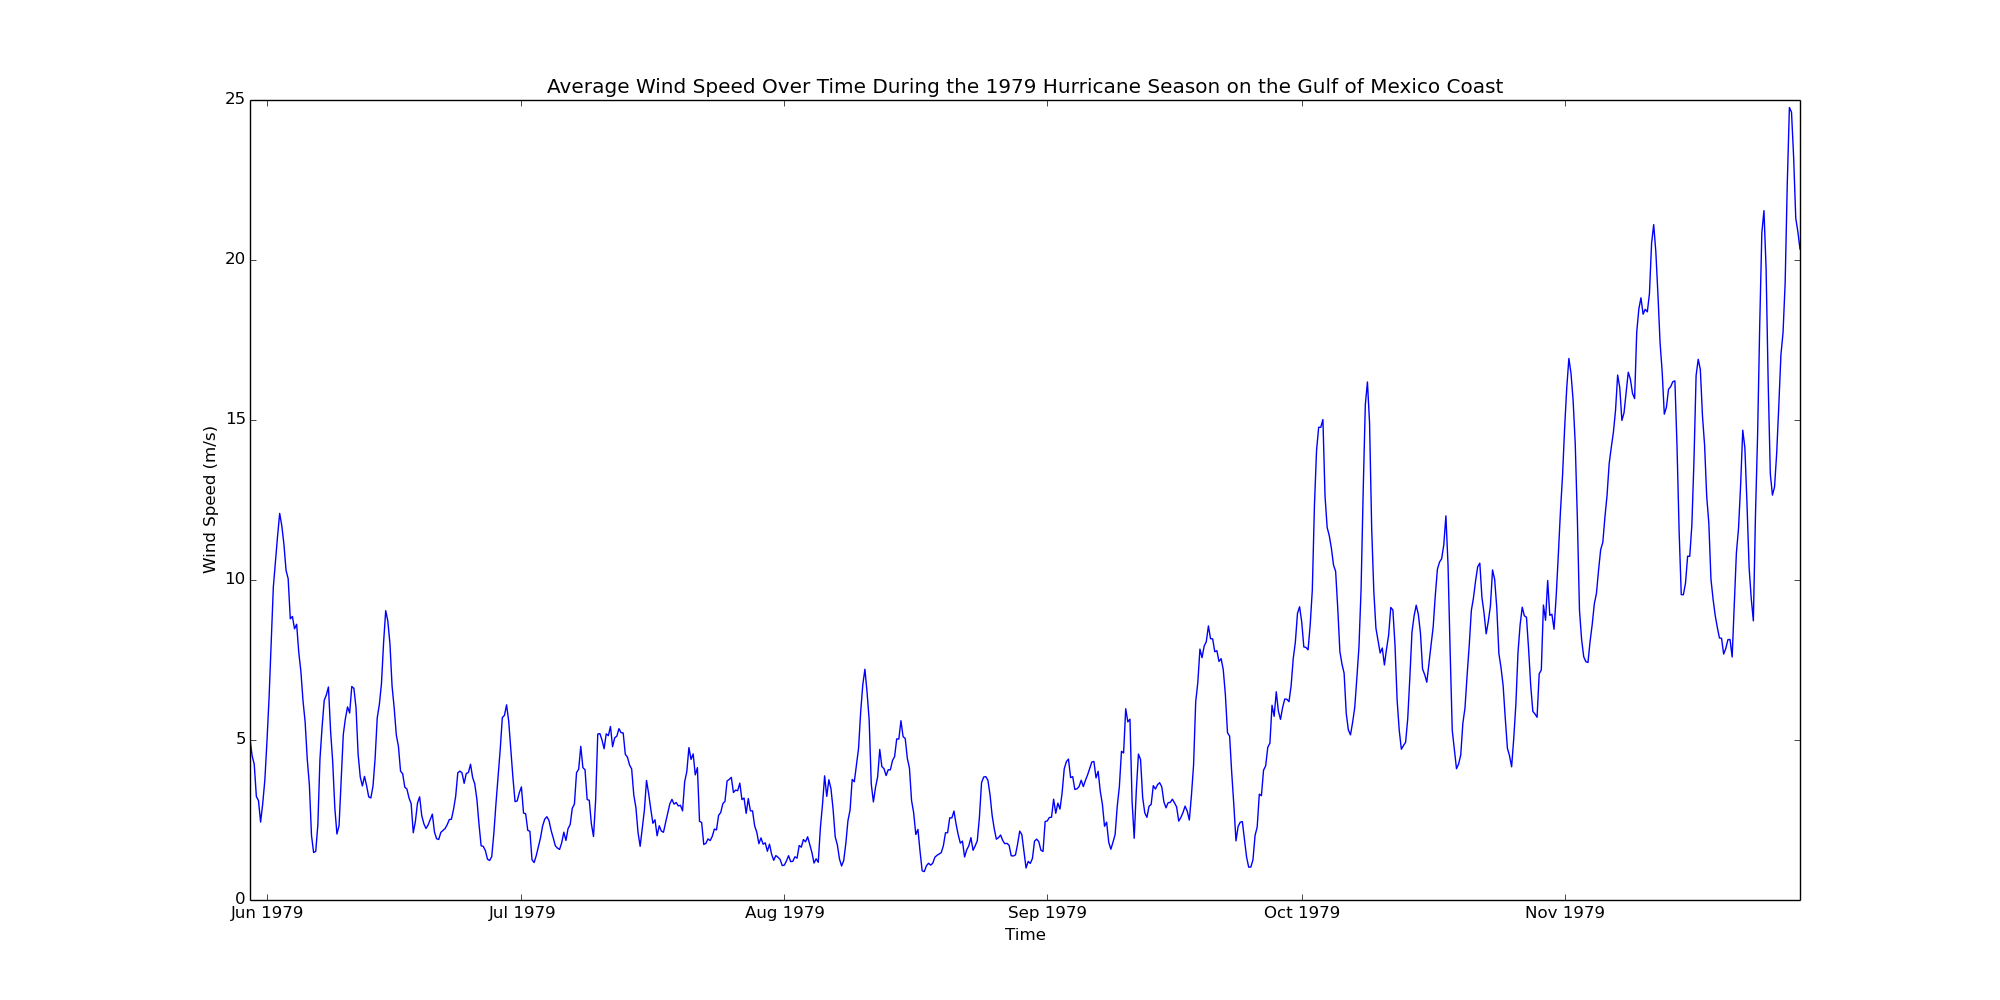 Average Wind Speed Over Time During the 1979 Hurricane Season on the Gulf of Mexico Coast
25
20
15
10
5
0
Wind Speed (m/s)
Jun 1979 Jul 1979 Aug 1979 Sep 1979 Oct 1979 Nov 1979
Time